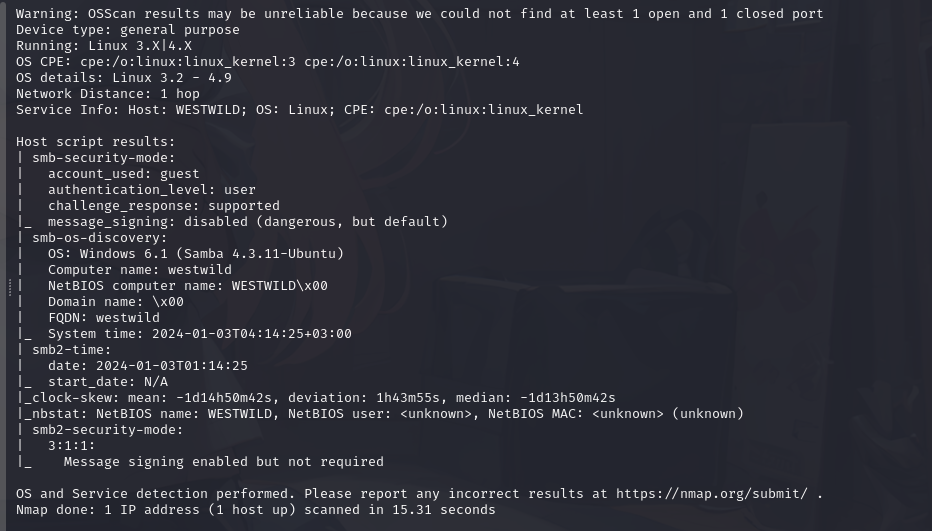 Warning: OSScan results may be unreliable because we could not find at least 1 open and 1 closed port
Device type: general purpose
Running: Linux 3.X|4.X
OS CPE: cpe:/o:linux:linux_kernel:3 cpe:/o:linux:linux_kernel:4
OS details: Linux 3.2 - 4.9
Network Distance: 1 hop
Service Info: Host: WESTWILD; OS: Linux; CPE: cpe:/o:linux:linux_kernel

Host script results:
| smb-security-mode:
|   account_used: guest
|   authentication_level: user
|   challenge_response: supported
|_  message_signing: disabled (dangerous, but default)
| smb-os-discovery:
|   OS: Windows 6.1 (Samba 4.3.11-Ubuntu)
|   Computer name: westwild
|   NetBIOS computer name: WESTWILD\x00
|   Domain name: \x00
|   FQDN: westwild
|_  System time: 2024-01-03T04:14:25+03:00
| smb2-time:
|   date: 2024-01-03T01:14:25
|_  start_date: N/A
|_clock-skew: mean: -1d14h50m42s, deviation: 1h43m55s, median: -1d13h50m42s
|_nbstat: NetBIOS name: WESTWILD, NetBIOS user: <unknown>, NetBIOS MAC: <unknown> (unknown)
| smb2-security-mode:
|   3:1:1:
|_    Message signing enabled but not required

OS and Service detection performed. Please report any incorrect results at https://nmap.org/submit/ .
Nmap done: 1 IP address (1 host up) scanned in 15.31 seconds